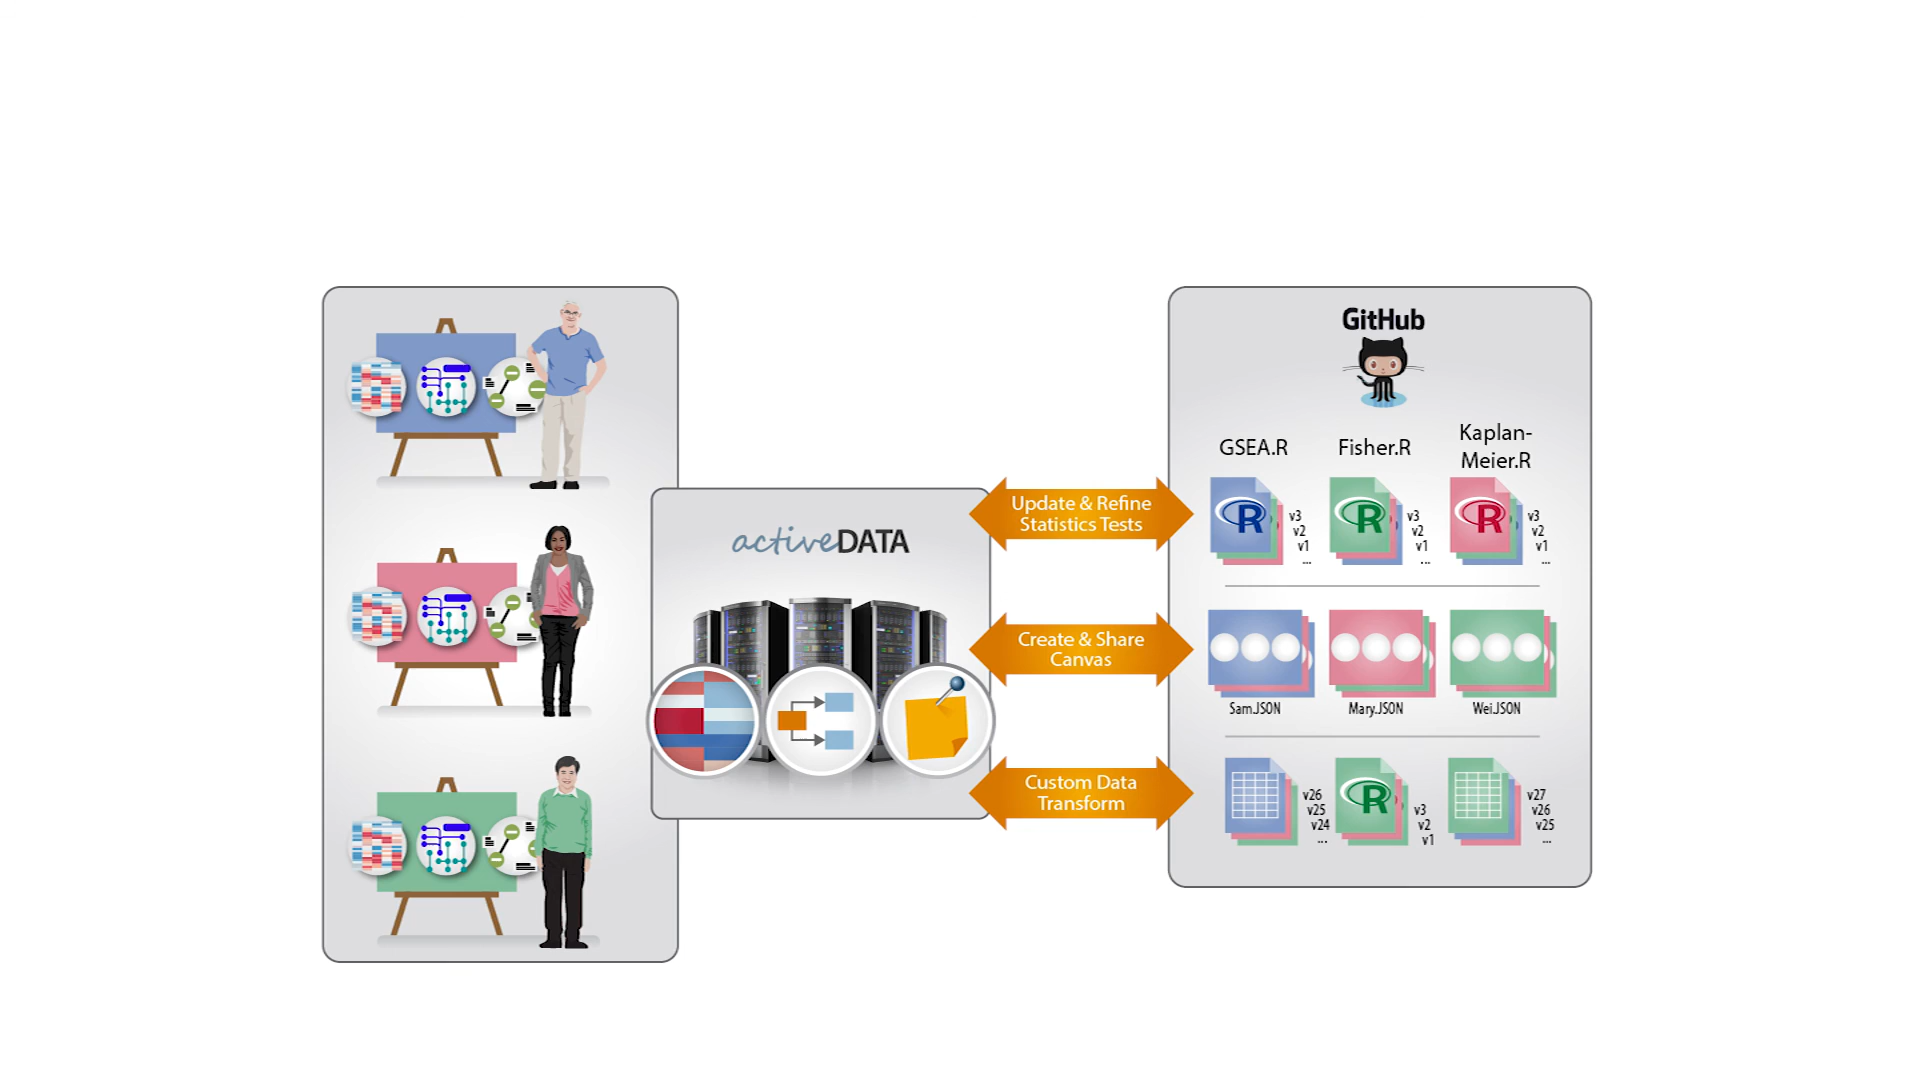 activeDATA
Update & Refine
Statistics Tests
Create & Share
Canvas
Custom Data
Transform
GitHub
GSEA.R
Fisher.R
Kaplan-
Meier.R
R
v3
v2
v1
...
R
v3
v2
v1
...
R
v3
v2
v1
...
Sam.JSON
Mary.JSON
Wei.JSON
v26
v25
v24
...
R
v3
v2
v1
v27
v26
v25
...